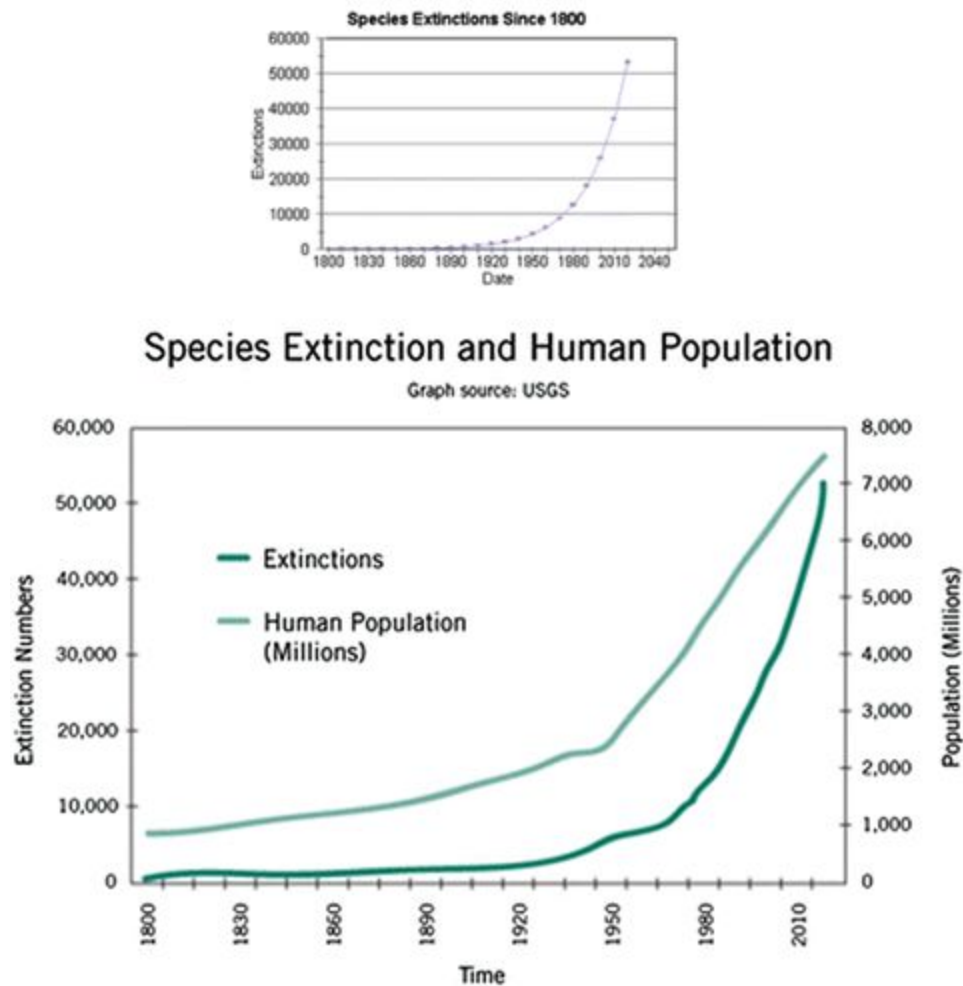 Species Extinctions Since 1800
60000
50000
40000
30000
20000
10000
0
Extinctions
1800 1830 1860 1890 1920 1950 1980 2010 2040
Date
Species Extinction and Human Population
Graph source: USGS
60,000
50,000
40,000
30,000
20,000
10,000
0
Extinction Numbers
Extinctions
Human Population
(Millions)
8,000
7,000
6,000
5,000
4,000
3,000
2,000
1,000
0
Population (Millions)
1800 1830 1860 1890 1920 1950 1980 2010
Time